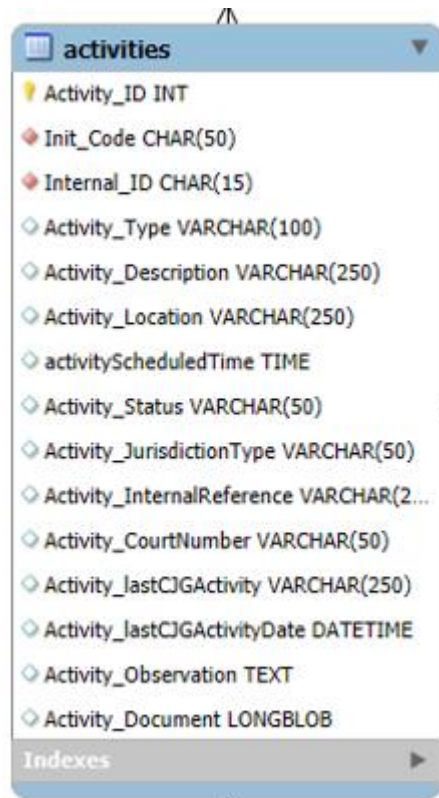 activities
Activity_ID INT
Init_Code CHAR(50)
Internal_ID CHAR(15)
Activity_Type VARCHAR(100)
Activity_Description VARCHAR(250)
Activity_Location VARCHAR(250)
activityScheduledTime TIME
Activity_Status VARCHAR(50)
Activity_JurisdictionType VARCHAR(50)
Activity_InternalReference VARCHAR(2...
Activity_CourtNumber VARCHAR(50)
Activity_lastCJGActivity VARCHAR(250)
Activity_lastCJGActivityDate DATETIME
Activity_Observation TEXT
Activity_Document LONGBLOB
Indexes